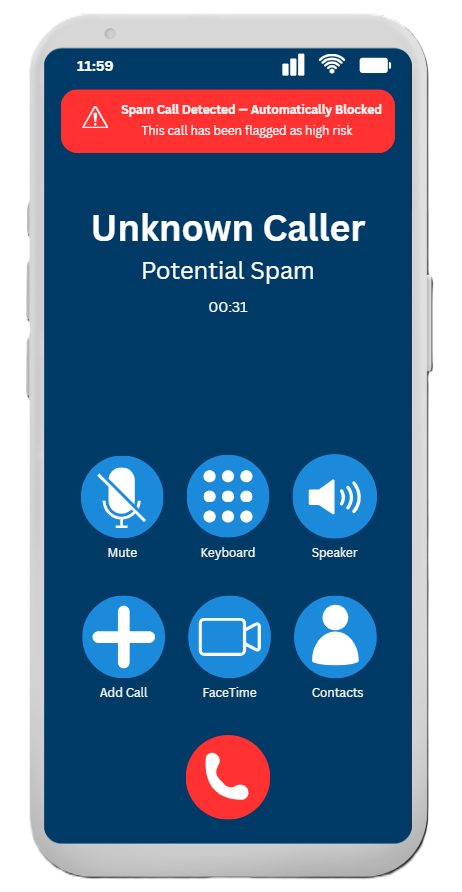 11:59
Spam Call Detected — Automatically Blocked
This call has been flagged as high risk
Unknown Caller
Potential Spam
00:31
Mute Keyboard Speaker
Add Call FaceTime Contacts